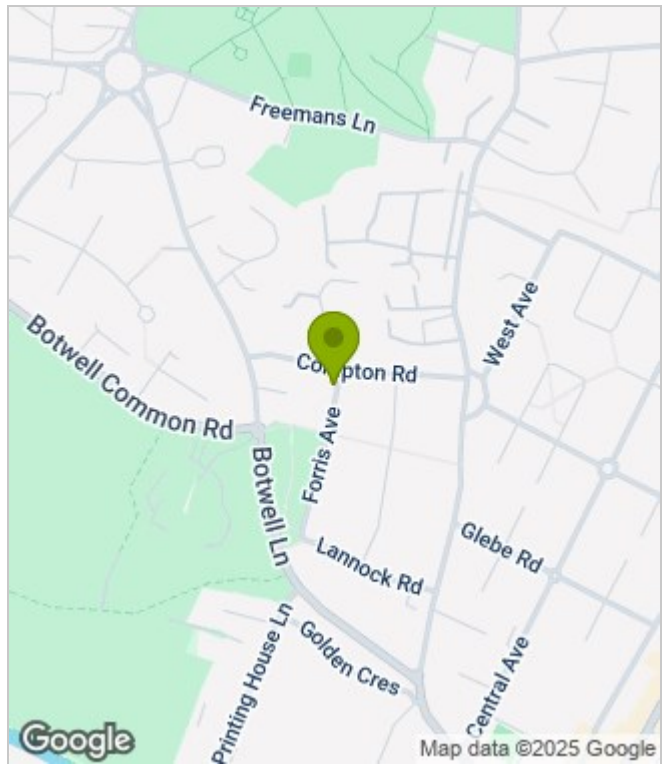 Freemans Ln
West Ave
Botwell Common Rd
Compton Rd
Forris Ave
Botwell Ln
Glebe Rd
Lannock Rd
Printing House Ln
Golden Cres
Central Ave
Google
Map data ©2025 Google